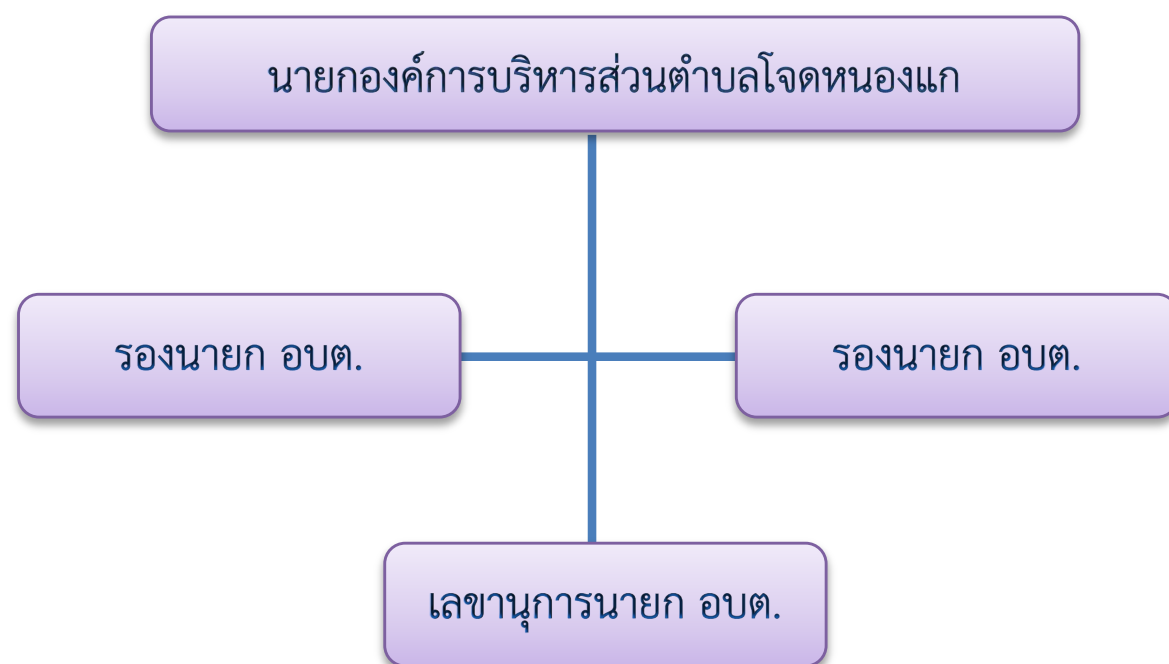 นายกองค์การบริหารส่วนตำบลโจดหนองแก
รองนายก อบต.
รองนายก อบต.
เลขานุการนายก อบต.